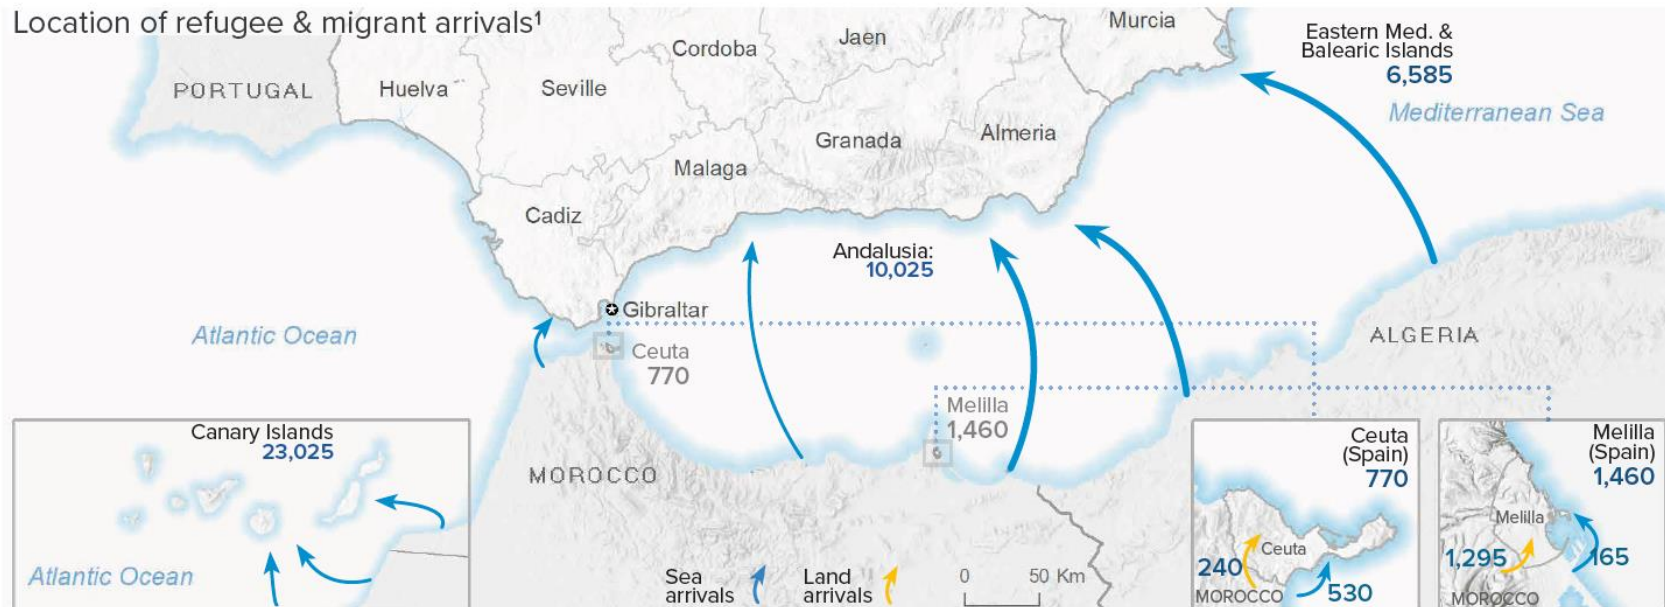 Location of refugee & migrant arrivals¹
Murcia
Jaen
Cordoba
Eastern Med. &
Balearic Islands
6,585
PORTUGAL
Huelva
Seville
Mediterranean Sea
Granada
Almeria
Malaga
Cadiz
Andalusia:
10,025
Gibraltar
Atlantic Ocean
ALGERIA
Ceuta
770
Melilla
1,460
Canary Islands
23,025
MOROCCO
Atlantic Ocean
Sea
arrivals
Land
arrivals
0 50 Km
Ceuta
(Spain)
770
Ceuta
240
MOROCCO
530
Melilla
(Spain)
1,460
Melilla
1,295
165
MOROCCO